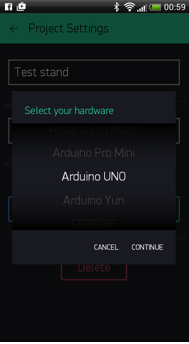 00:59
Project Settings
Test stand
Select your hardware
Arduino Pro Mini
Arduino UNO
Arduino Yun
CANCEL CONTINUE
Delete